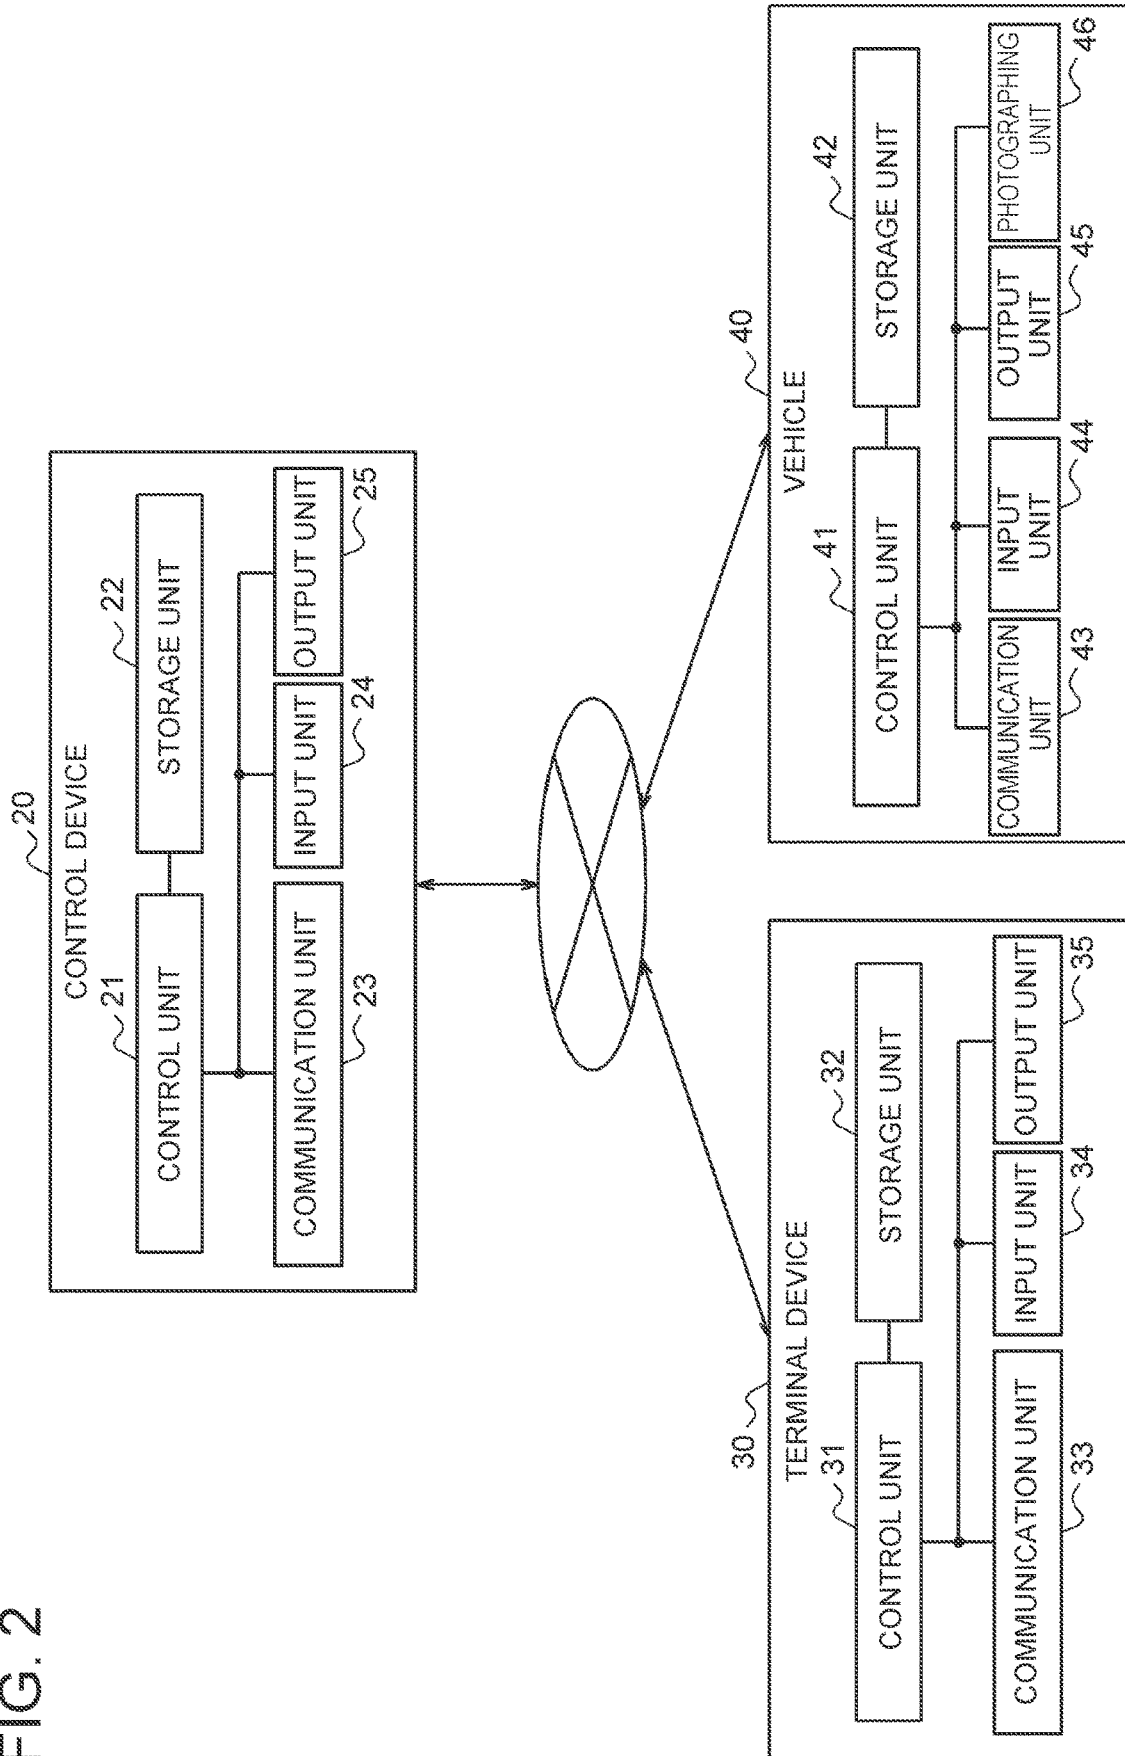 FIG. 2
20
CONTROL DEVICE
21
CONTROL UNIT
22
STORAGE UNIT
COMMUNICATION UNIT
23
INPUT UNIT
24
OUTPUT UNIT
25
30
TERMINAL DEVICE
31
CONTROL UNIT
32
STORAGE UNIT
COMMUNICATION UNIT
33
INPUT UNIT
34
OUTPUT UNIT
35
40
VEHICLE
41
CONTROL UNIT
42
STORAGE UNIT
COMMUNICATION
UNIT
43
INPUT
UNIT
44
OUTPUT
UNIT
45
PHOTOGRAPHING
UNIT
46